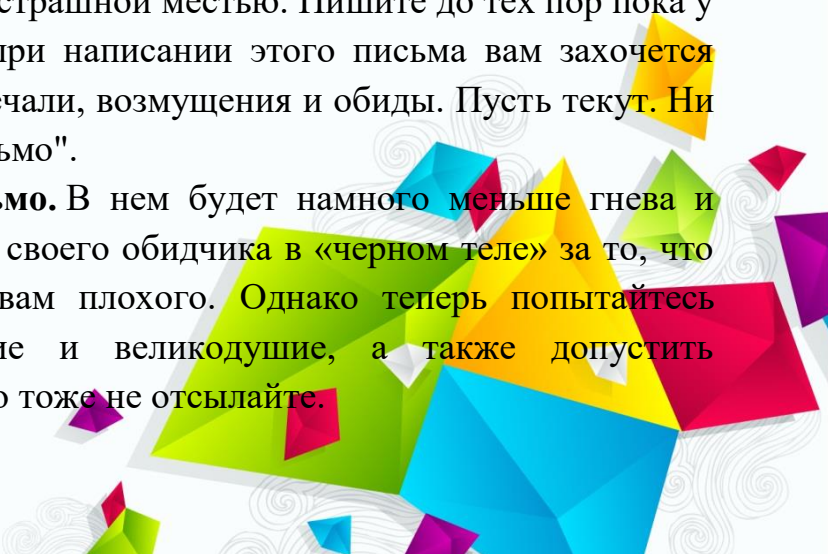 страшной местью. Пишите до тех пор пока у
при написании этого письма вам захочется
ечали, возмущения и обиды. Пусть текут. Ни
ьмо".
ьмо. В нем будет намного меньше гнева и
своего обидчика в «черном теле» за то, что
вам плохого. Однако теперь попытайтесь
ие и великодушие, а также допустить
о тоже не отсылайте.